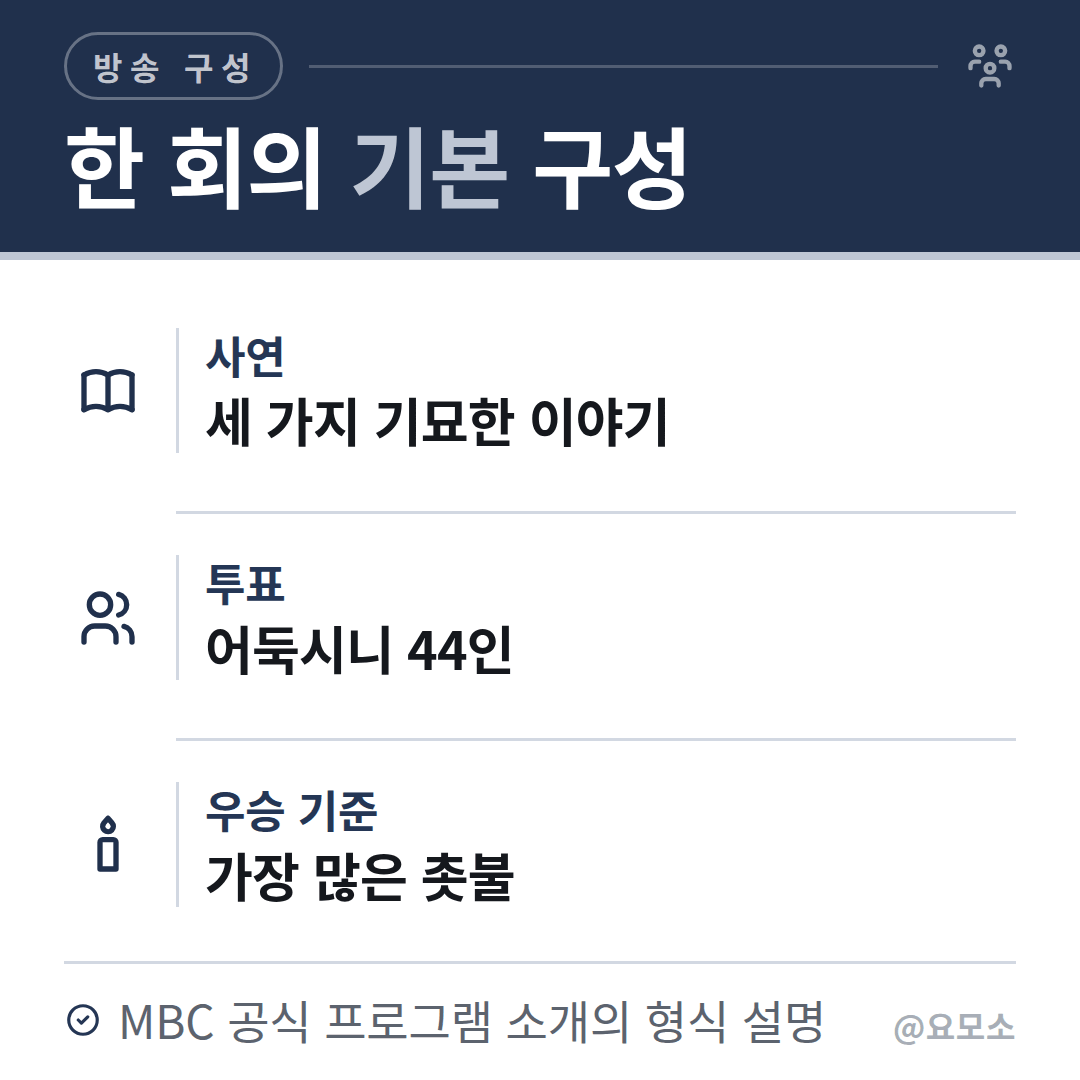 방송 구성
한 회의 기본 구성
사연
세 가지 기묘한 이야기
투표
어둑시니 44인
우승 기준
가장 많은 촛불
MBC 공식 프로그램 소개의 형식 설명
@요모소